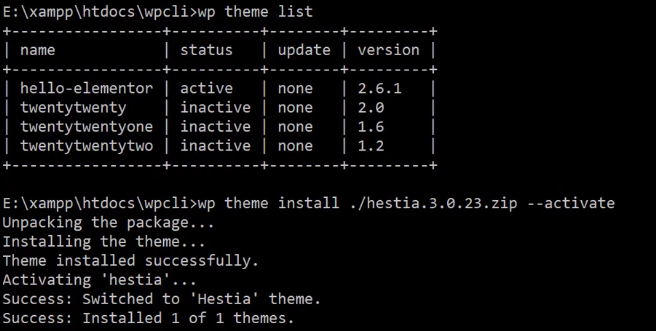 E:\xampp\htdocs\wpcli>wp theme list
+-----------------+----------+--------+---------+
| name            | status   | update | version |
+-----------------+----------+--------+---------+
| hello-elementor | active   | none   | 2.6.1   |
| twentytwenty    | inactive | none   | 2.0     |
| twentytwentyone | inactive | none   | 1.6     |
| twentytwentytwo | inactive | none   | 1.2     |
+-----------------+----------+--------+---------+
E:\xampp\htdocs\wpcli>wp theme install ./hestia.3.0.23.zip --activate
Unpacking the package...
Installing the theme...
Theme installed successfully.
Activating 'hestia'...
Success: Switched to 'Hestia' theme.
Success: Installed 1 of 1 themes.